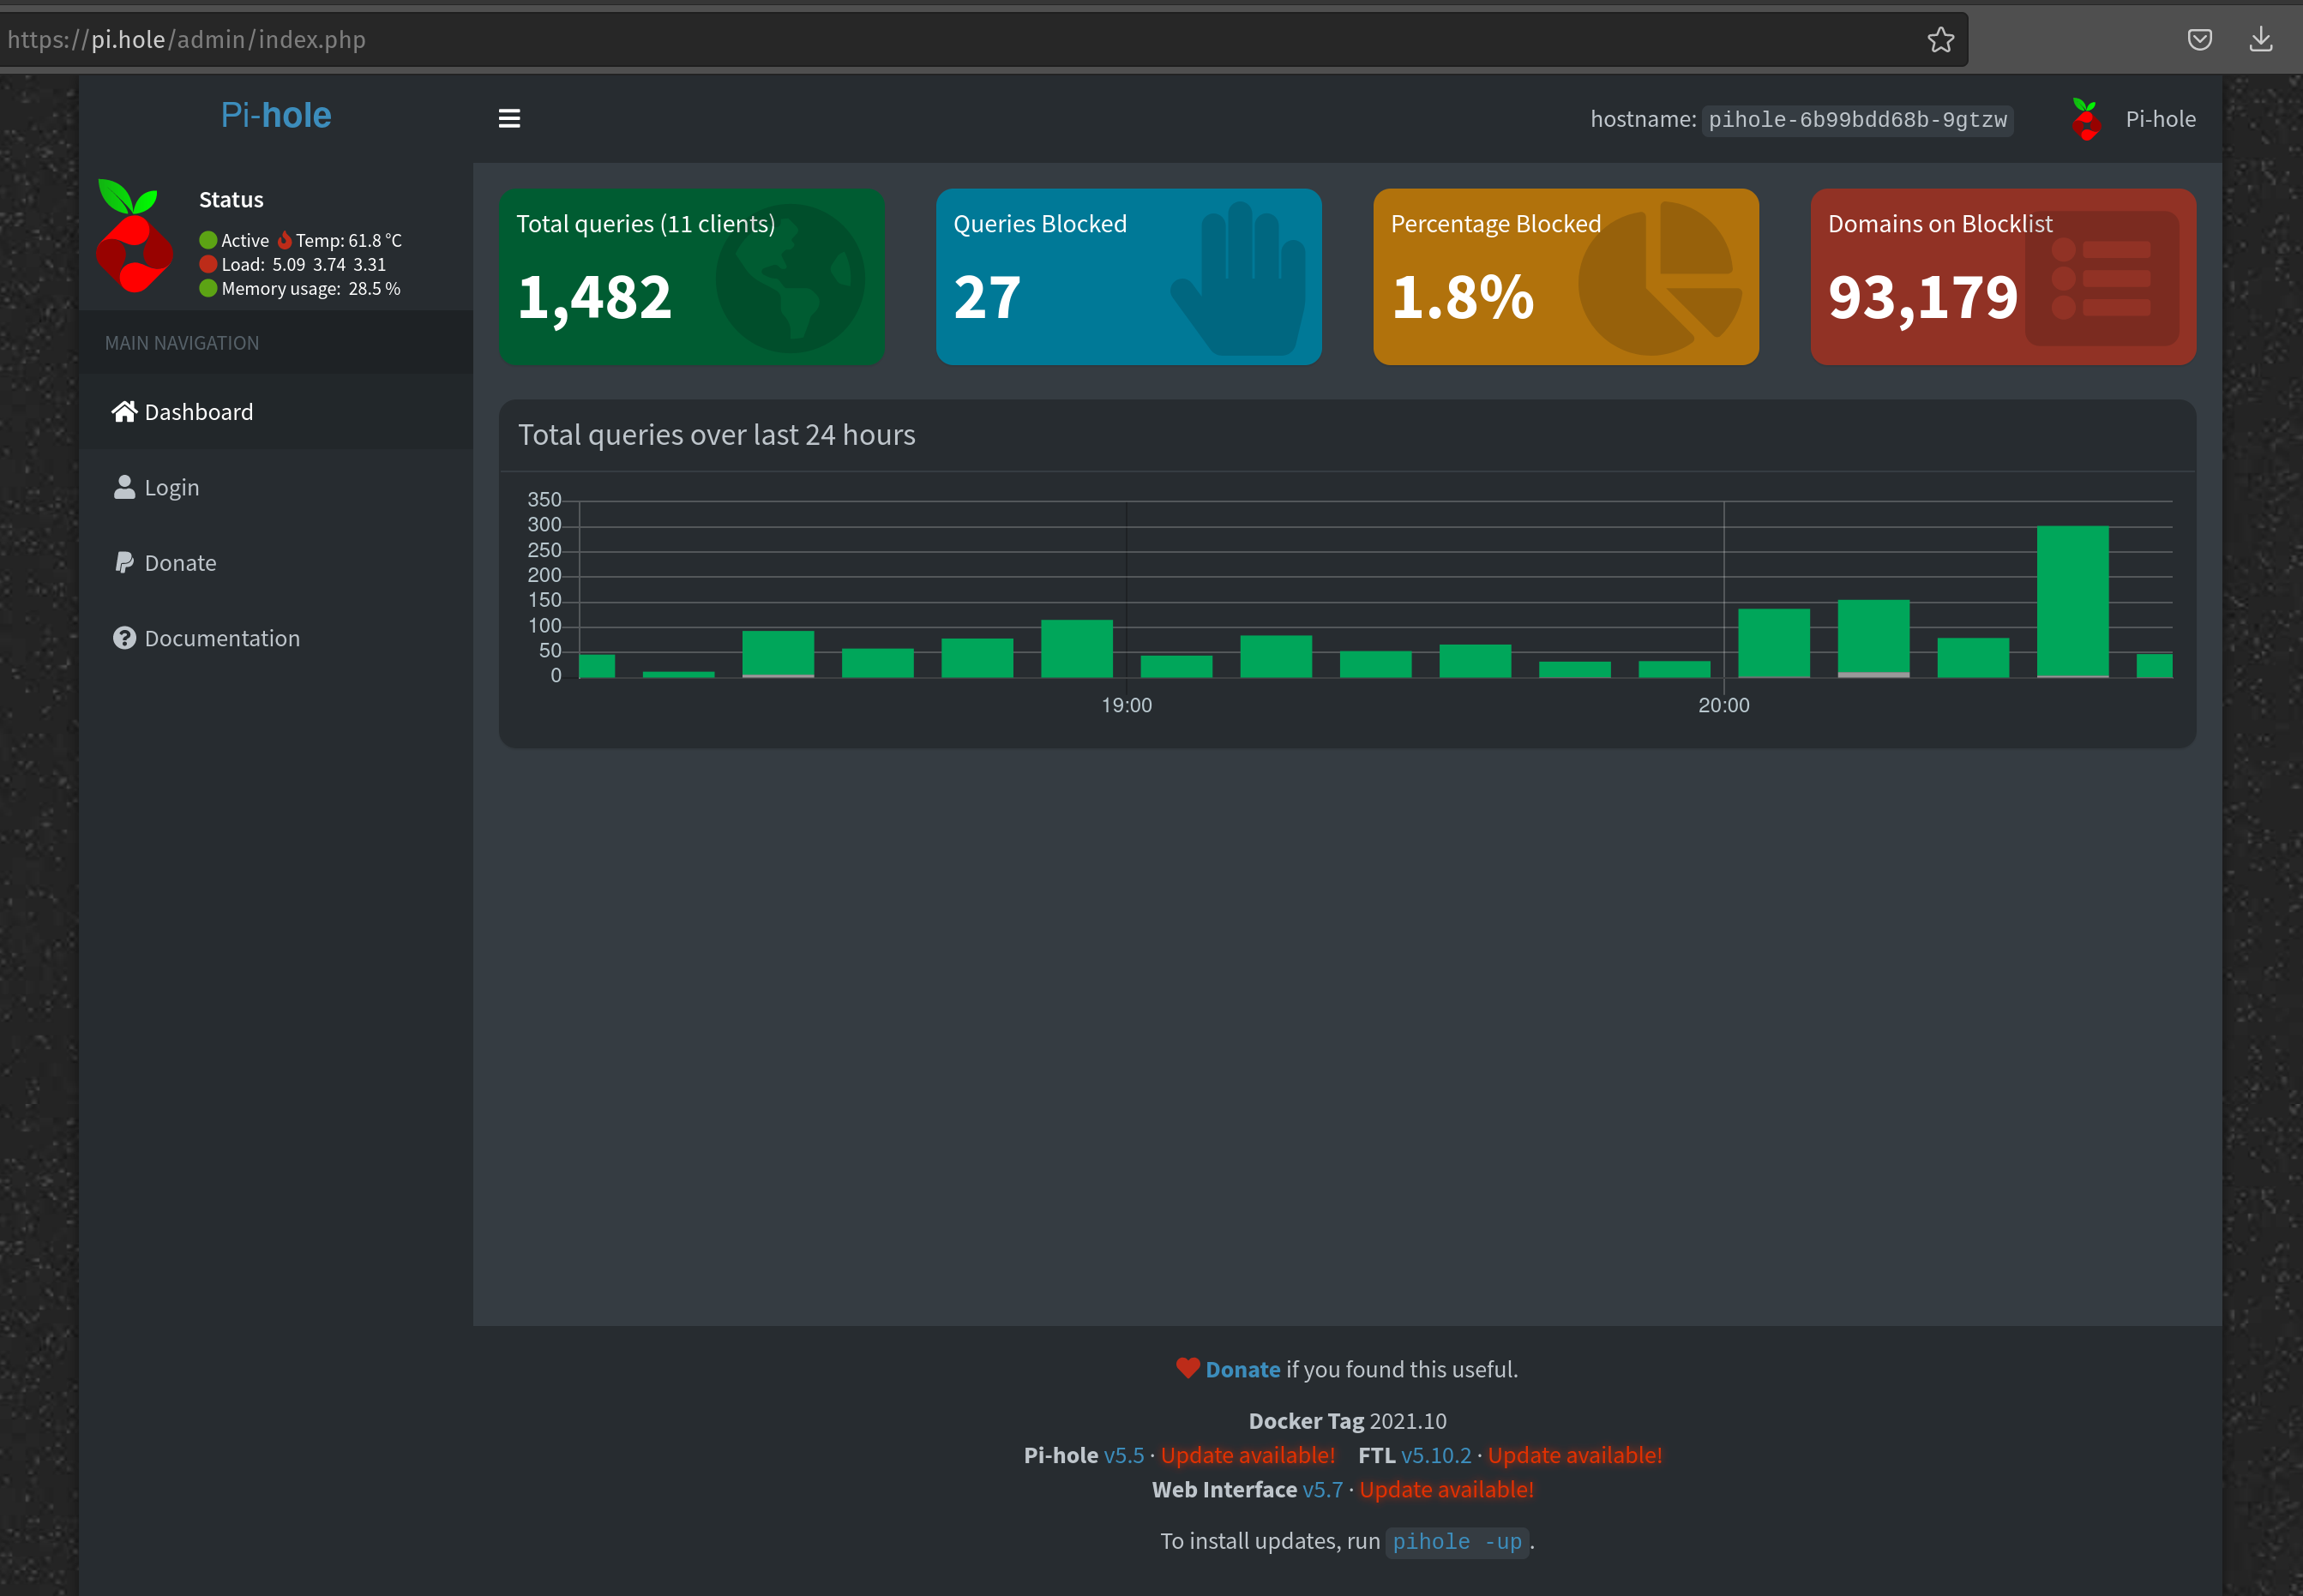 https://pi.hole/admin/index.php
Pi-hole
hostname: pihole-6b99bdd68b-9gtzw
Pi-hole
Status
Active Temp: 61.8 °C
Load: 5.09 3.74 3.31
Memory usage: 28.5 %
MAIN NAVIGATION
Dashboard
Login
Donate
Documentation
Total queries (11 clients)
1,482
Queries Blocked
27
Percentage Blocked
1.8%
Domains on Blocklist
93,179
Total queries over last 24 hours
350
300
250
200
150
100
50
0
19:00
20:00
Donate if you found this useful.
Docker Tag 2021.10
Pi-hole v5.5 · Update available! FTL v5.10.2 · Update available!
Web Interface v5.7 · Update available!
To install updates, run pihole -up.